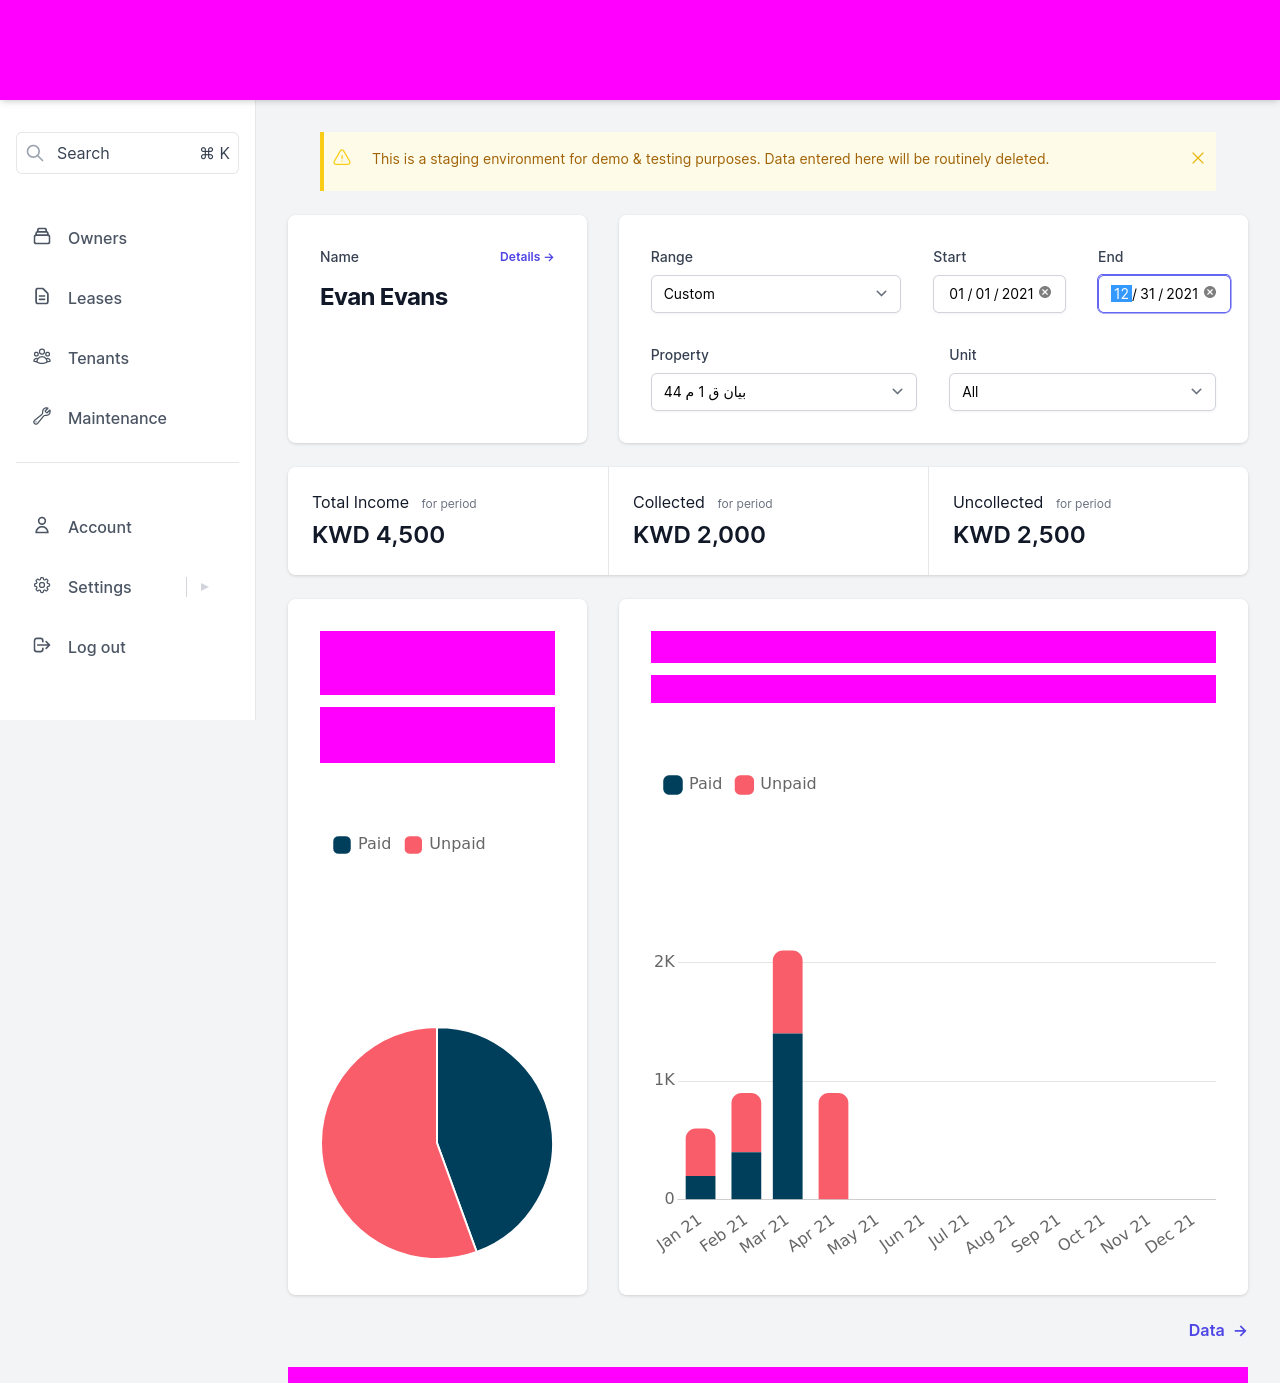 Search ⌘ K
Owners
Leases
Tenants
Maintenance
Account
Settings
Log out
This is a staging environment for demo & testing purposes. Data entered here will be routinely deleted.
Name Details →
Evan Evans
Range Start End
Custom 01 / 01 / 2021 12 / 31 / 2021
Property Unit
بيان ق 1 م 44 All
Total Income for period
KWD 4,500
Collected for period
KWD 2,000
Uncollected for period
KWD 2,500
Paid Unpaid
Paid Unpaid
2K
1K
0
Jan 21 Feb 21 Mar 21 Apr 21 May 21 Jun 21 Jul 21 Aug 21 Sep 21 Oct 21 Nov 21 Dec 21
Data →